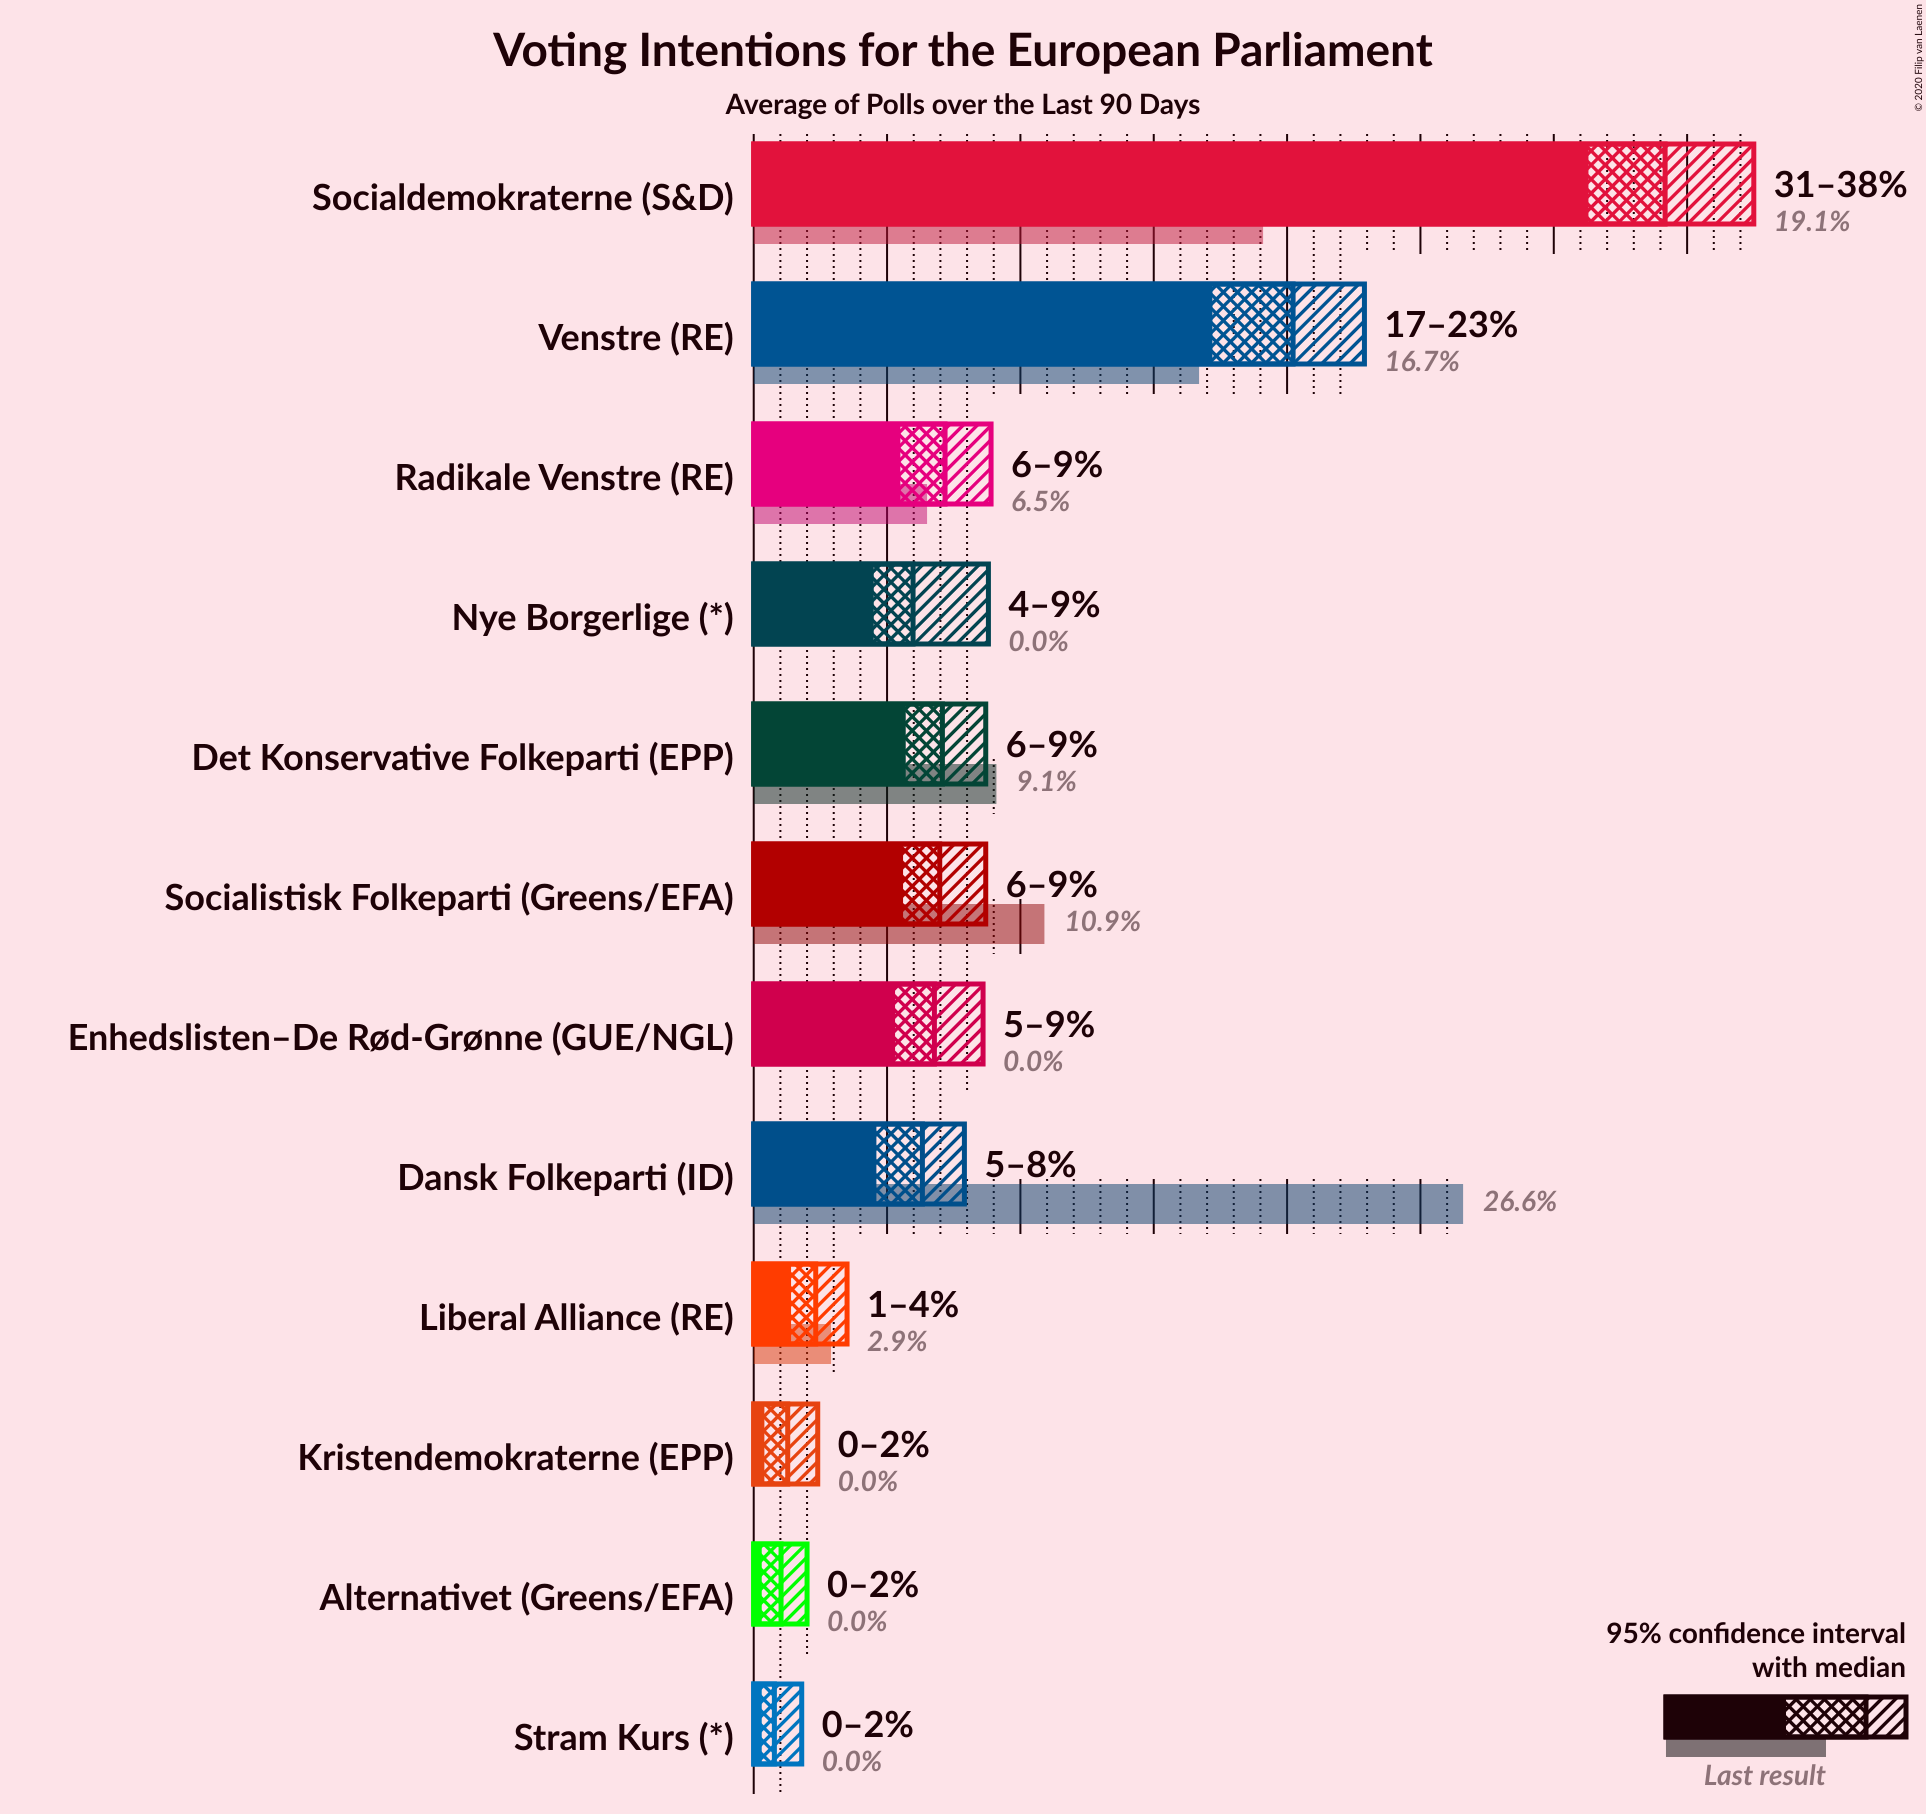 © 2020 Filip van Laenen
Voting Intentions for the European Parliament
Average of Polls over the Last 90 Days
Socialdemokraterne (S&D)
31–38%
19.1%
Venstre (RE)
17–23%
16.7%
Radikale Venstre (RE)
6–9%
6.5%
Nye Borgerlige (*)
4–9%
0.0%
Det Konservative Folkeparti (EPP)
6–9%
9.1%
Socialistisk Folkeparti (Greens/EFA)
6–9%
10.9%
Enhedslisten–De Rød-Grønne (GUE/NGL)
5–9%
0.0%
Dansk Folkeparti (ID)
5–8%
26.6%
Liberal Alliance (RE)
1–4%
2.9%
Kristendemokraterne (EPP)
0–2%
0.0%
Alternativet (Greens/EFA)
0–2%
0.0%
Stram Kurs (*)
0–2%
0.0%
95% confidence interval
with median
Last result